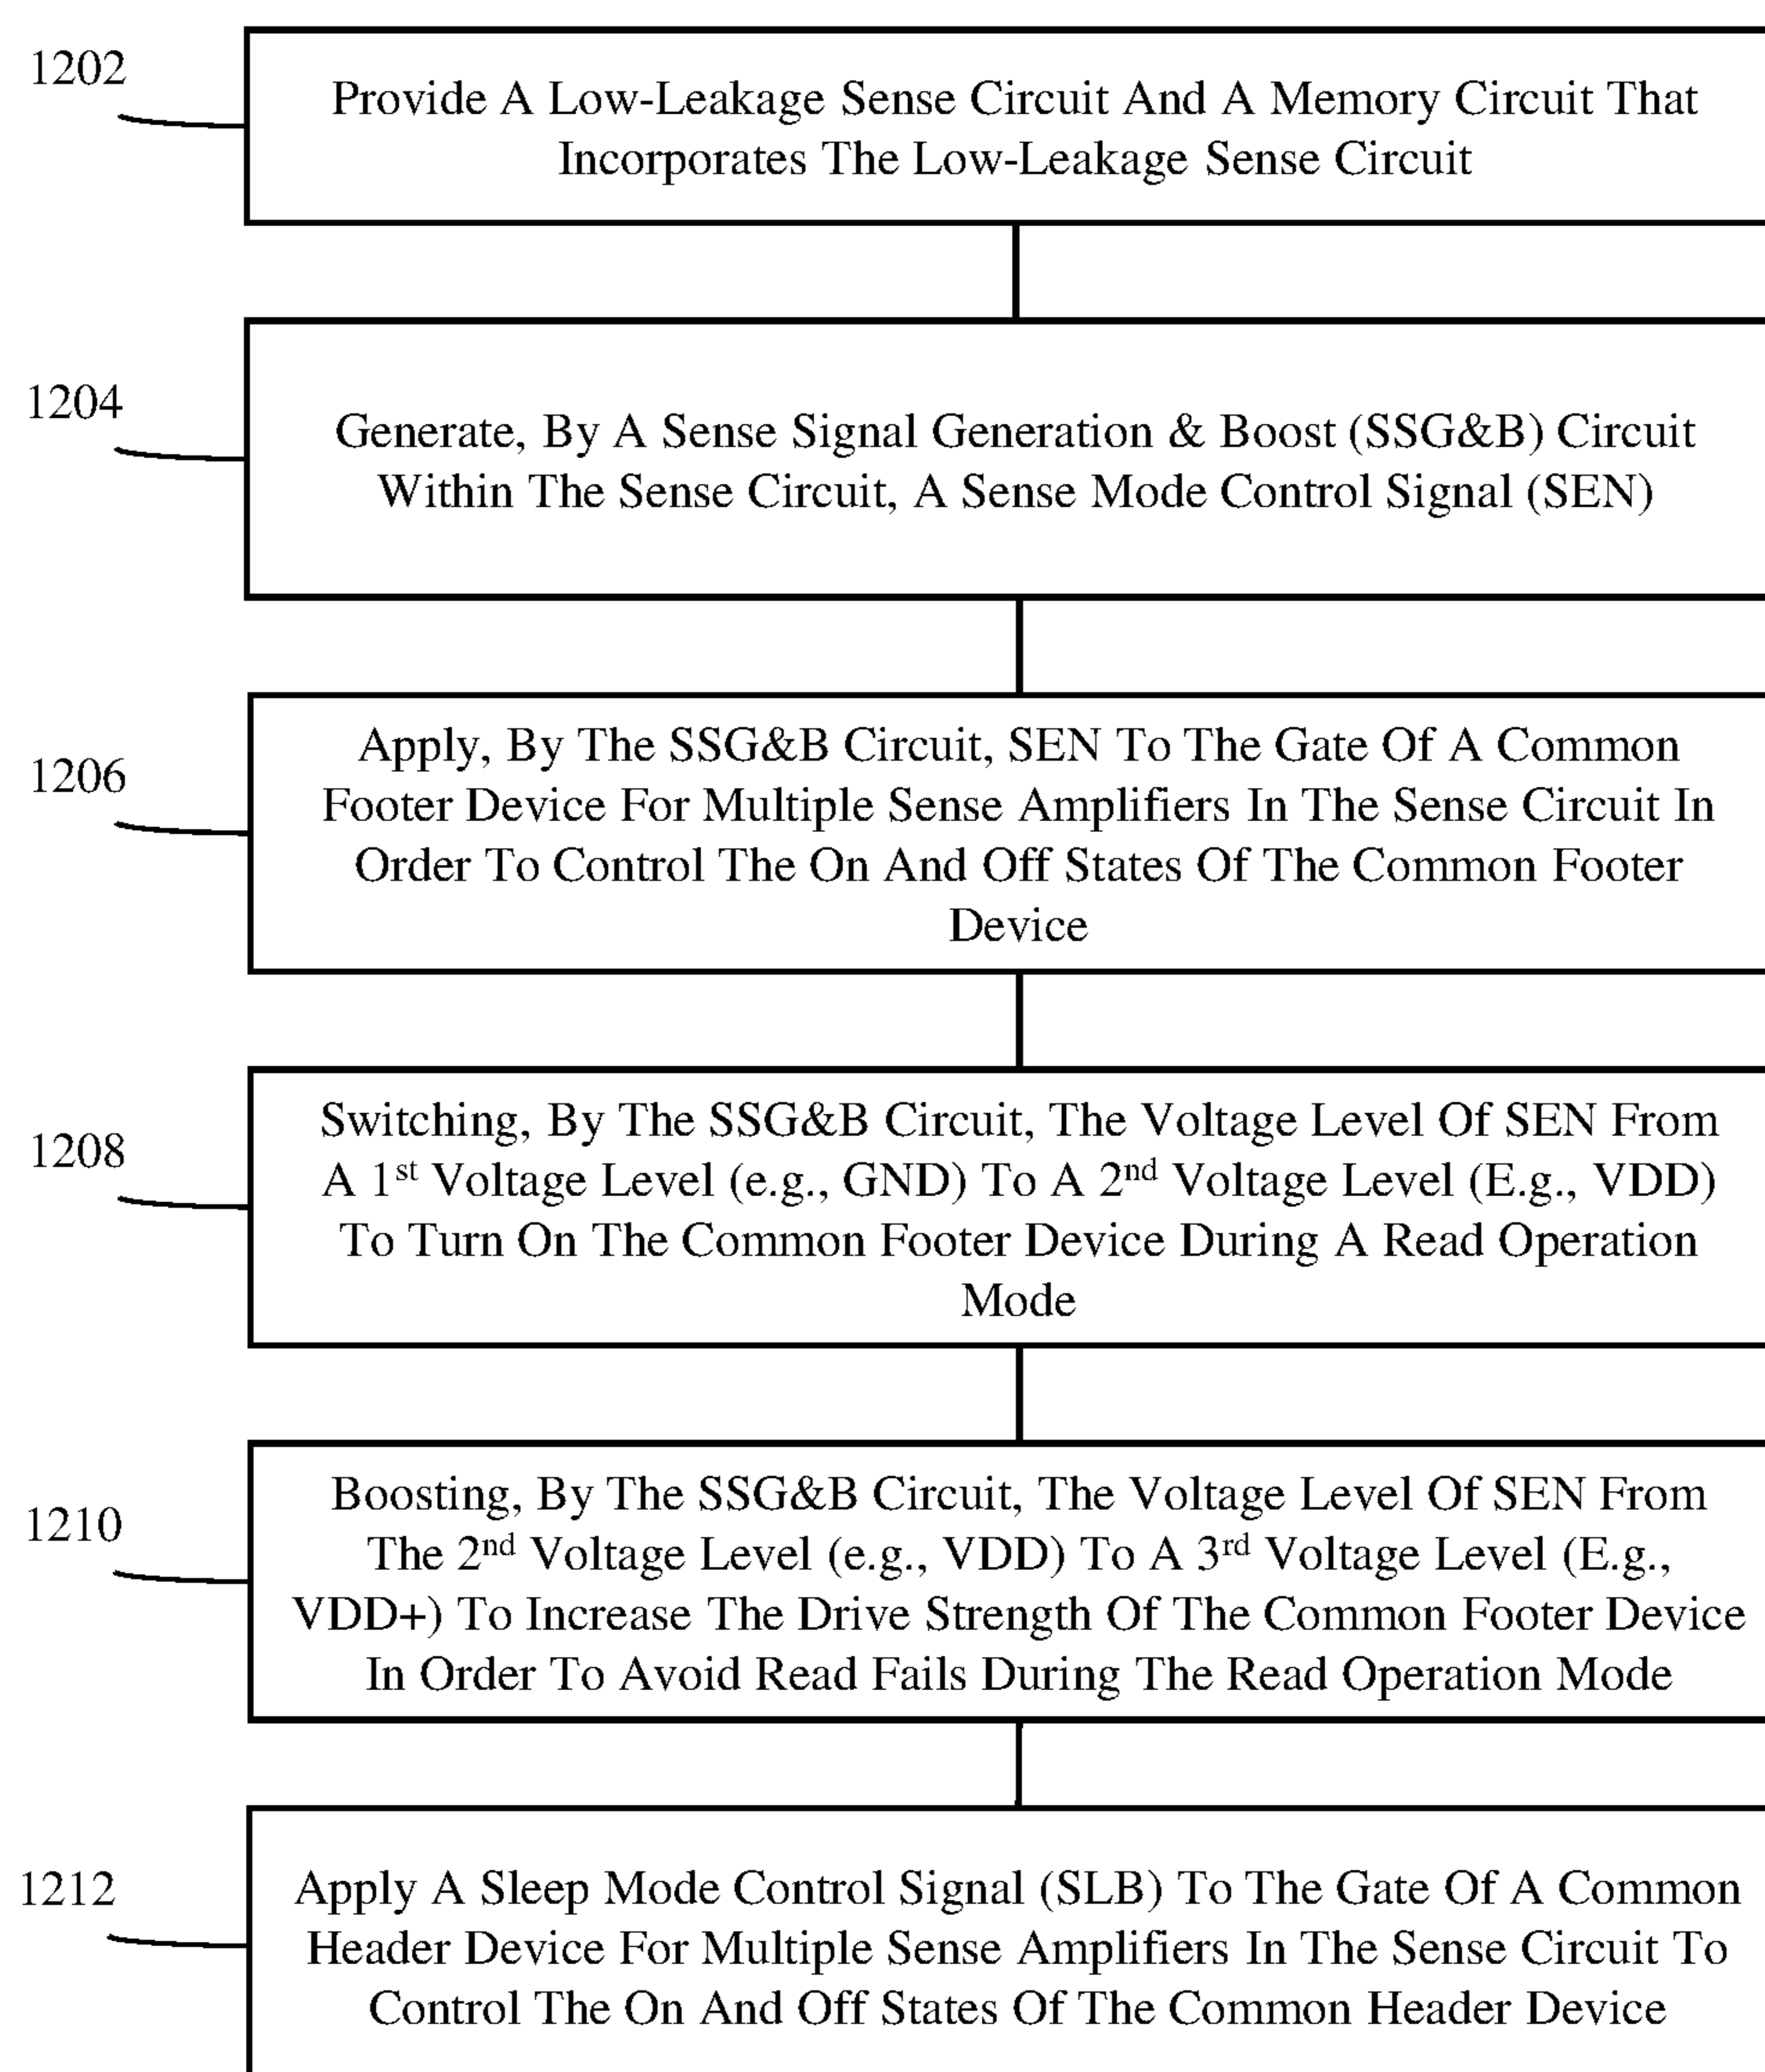 1202
Provide A Low-Leakage Sense Circuit And A Memory Circuit That
Incorporates The Low-Leakage Sense Circuit
1204
Generate, By A Sense Signal Generation & Boost (SSG&B) Circuit
Within The Sense Circuit, A Sense Mode Control Signal (SEN)
1206
Apply, By The SSG&B Circuit, SEN To The Gate Of A Common
Footer Device For Multiple Sense Amplifiers In The Sense Circuit In
Order To Control The On And Off States Of The Common Footer
Device
1208
Switching, By The SSG&B Circuit, The Voltage Level Of SEN From
A 1st Voltage Level (e.g., GND) To A 2nd Voltage Level (E.g., VDD)
To Turn On The Common Footer Device During A Read Operation
Mode
1210
Boosting, By The SSG&B Circuit, The Voltage Level Of SEN From
The 2nd Voltage Level (e.g., VDD) To A 3rd Voltage Level (E.g.,
VDD+) To Increase The Drive Strength Of The Common Footer Device
In Order To Avoid Read Fails During The Read Operation Mode
1212
Apply A Sleep Mode Control Signal (SLB) To The Gate Of A Common
Header Device For Multiple Sense Amplifiers In The Sense Circuit To
Control The On And Off States Of The Common Header Device